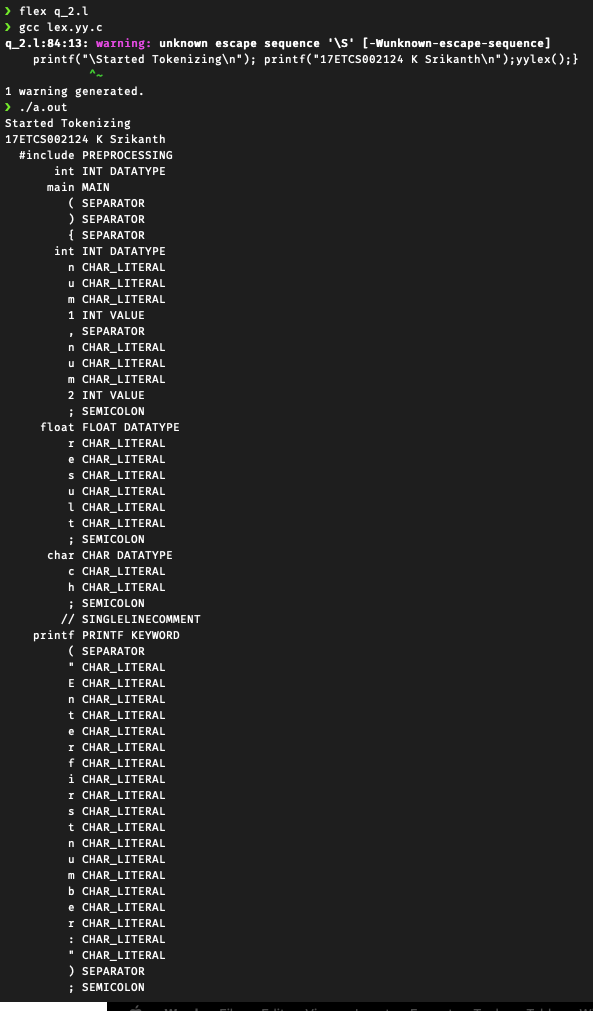 ❯ flex q_2.l
❯ gcc lex.yy.c
q_2.l:84:13: warning: unknown escape sequence '\S' [-Wunknown-escape-sequence]
    printf("\Started Tokenizing\n"); printf("17ETCS002124 K Srikanth\n");yylex();}
            ^~
1 warning generated.
❯ ./a.out
Started Tokenizing
17ETCS002124 K Srikanth
  #include PREPROCESSING
       int INT DATATYPE
      main MAIN
         ( SEPARATOR
         ) SEPARATOR
         { SEPARATOR
       int INT DATATYPE
         n CHAR_LITERAL
         u CHAR_LITERAL
         m CHAR_LITERAL
         1 INT VALUE
         , SEPARATOR
         n CHAR_LITERAL
         u CHAR_LITERAL
         m CHAR_LITERAL
         2 INT VALUE
         ; SEMICOLON
     float FLOAT DATATYPE
         r CHAR_LITERAL
         e CHAR_LITERAL
         s CHAR_LITERAL
         u CHAR_LITERAL
         l CHAR_LITERAL
         t CHAR_LITERAL
         ; SEMICOLON
      char CHAR DATATYPE
         c CHAR_LITERAL
         h CHAR_LITERAL
         ; SEMICOLON
        // SINGLELINECOMMENT
    printf PRINTF KEYWORD
         ( SEPARATOR
         " CHAR_LITERAL
         E CHAR_LITERAL
         n CHAR_LITERAL
         t CHAR_LITERAL
         e CHAR_LITERAL
         r CHAR_LITERAL
         f CHAR_LITERAL
         i CHAR_LITERAL
         r CHAR_LITERAL
         s CHAR_LITERAL
         t CHAR_LITERAL
         n CHAR_LITERAL
         u CHAR_LITERAL
         m CHAR_LITERAL
         b CHAR_LITERAL
         e CHAR_LITERAL
         r CHAR_LITERAL
         : CHAR_LITERAL
         " CHAR_LITERAL
         ) SEPARATOR
         ; SEMICOLON